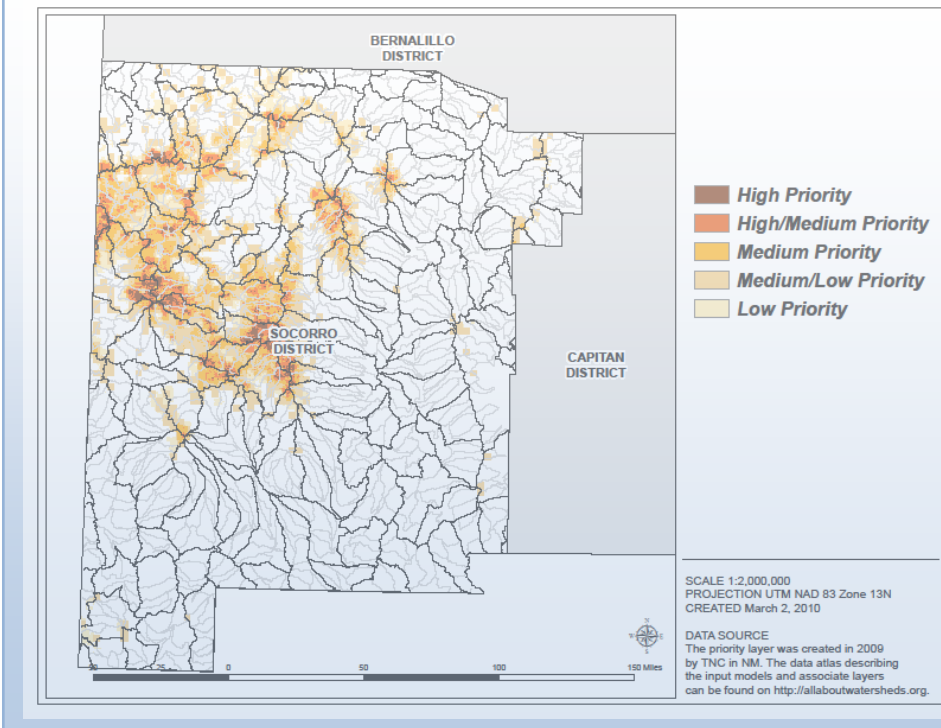 BERNALILLO
DISTRICT
High Priority
High/Medium Priority
Medium Priority
Medium/Low Priority
Low Priority
SOCORRO
DISTRICT
CAPITAN
DISTRICT
SCALE 1:2,000,000
PROJECTION UTM NAD 83 Zone 13N
CREATED March 2, 2010
DATA SOURCE
The priority layer was created in 2009
by TNC in NM. The data atlas describing
the input models and associate layers
can be found on http://allaboutwatersheds.org.
25 0 50 100 150 Miles